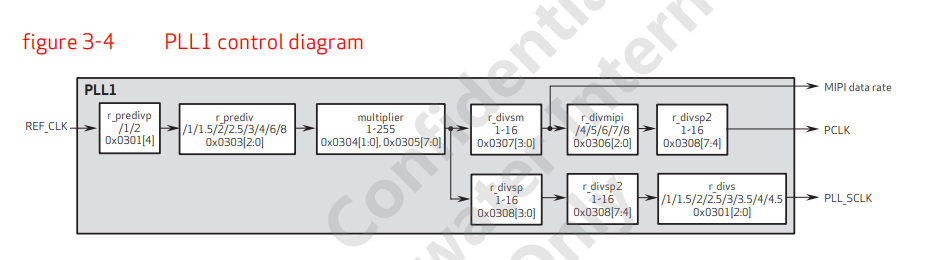 figure 3-4 PLL1 control diagram
PLL1
REF_CLK
r_predivp
/1/2
0x0301[4]
r_prediv
/1/1.5/2/2.5/3/4/6/8
0x0303[2:0]
multiplier
1-255
0x0304[1:0], 0x0305[7:0]
r_divsm
1-16
0x0307[3:0]
r_divmipi
/4/5/6/7/8
0x0306[2:0]
r_divsp2
1-16
0x0308[7:4]
MIPI data rate
PCLK
r_divsp
1-16
0x0308[3:0]
r_divsp2
1-16
0x0308[7:4]
r_divs
/1/1.5/2/2.5/3/3.5/4/4.5
0x0301[2:0]
PLL_SCLK
Confidential
Only